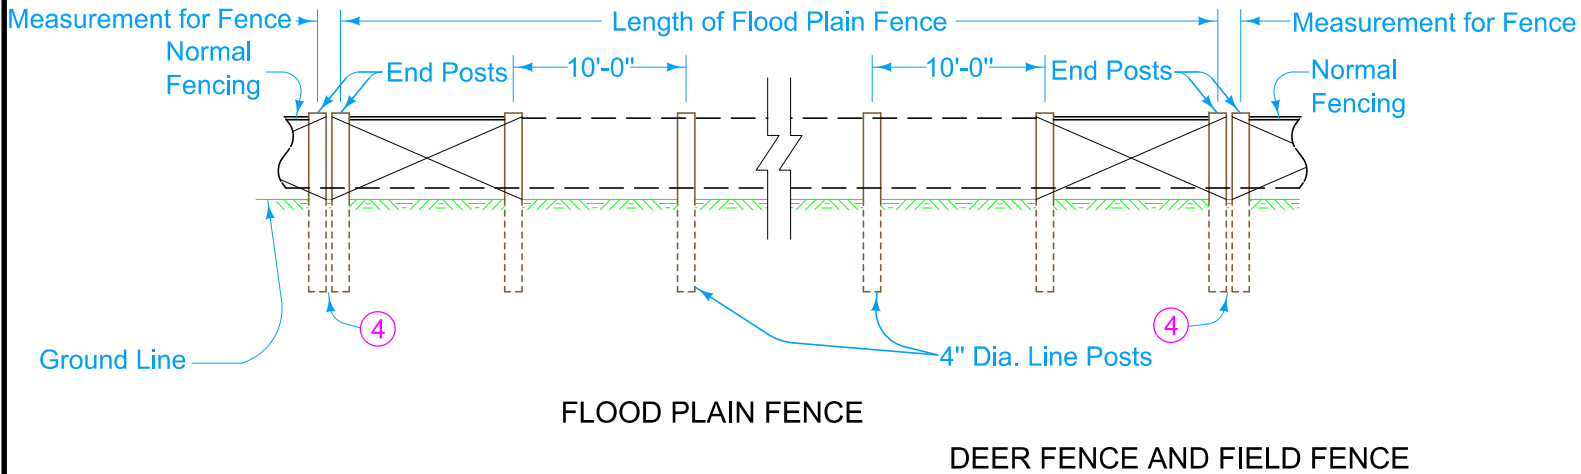 Measurement for Fence
Length of Flood Plain Fence
Measurement for Fence
Normal
Fencing
End Posts
10'-0"
10'-0"
End Posts
Normal
Fencing
4
4
Ground Line
4" Dia. Line Posts
FLOOD PLAIN FENCE
DEER FENCE AND FIELD FENCE